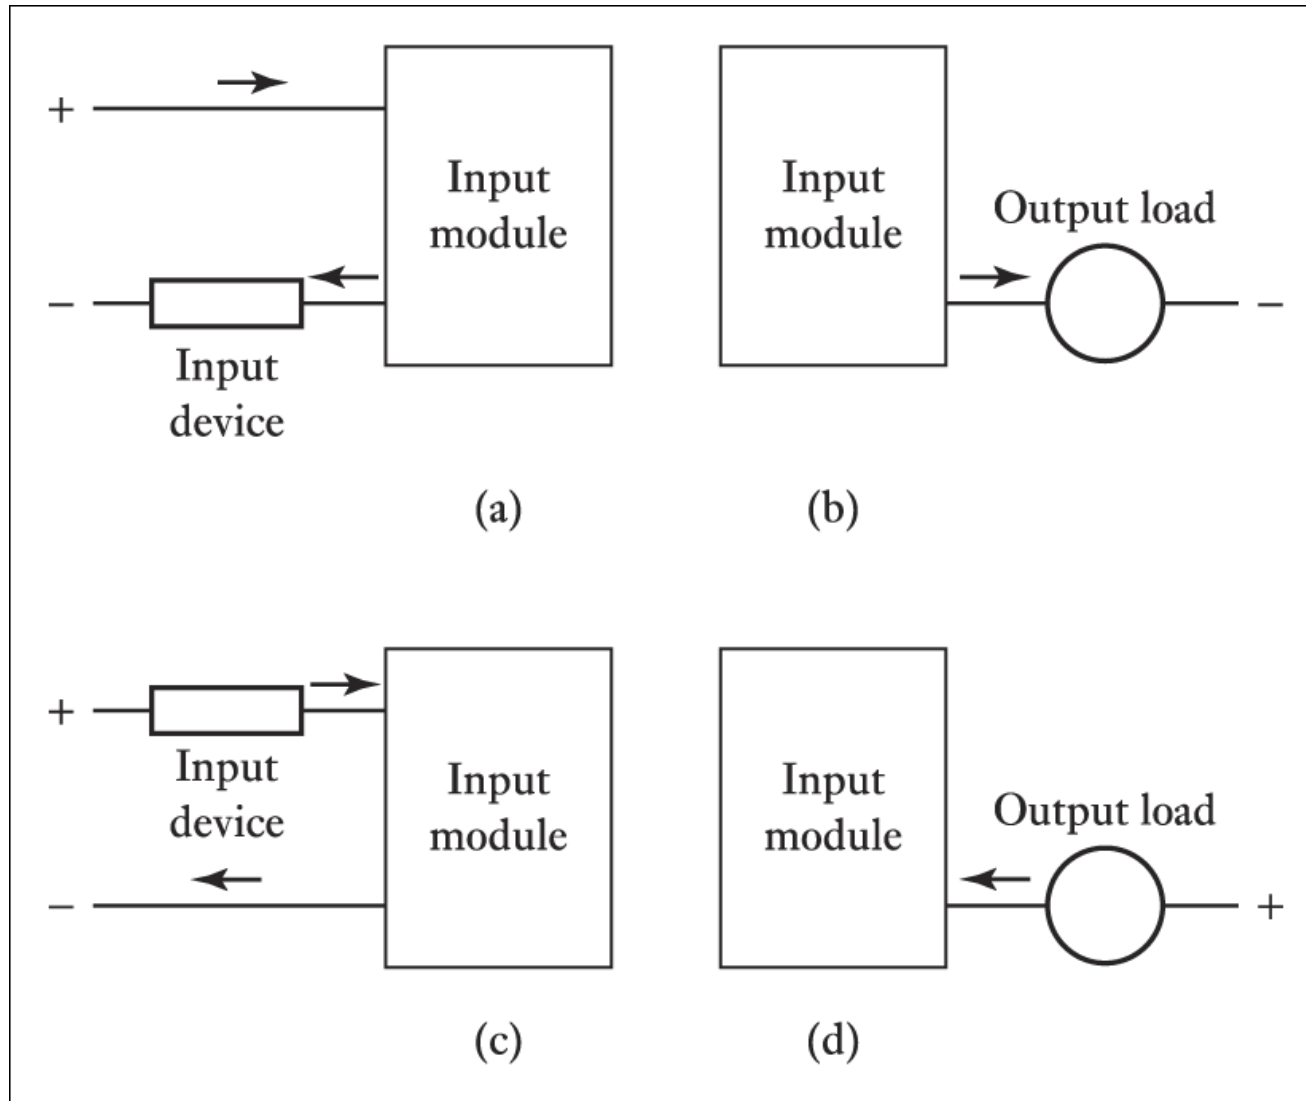 +
Input
module
Input
module
Output load
−
−
Input
device
(a)
(b)
+
Input
device
Input
module
Input
module
Output load
−
+
(c)
(d)